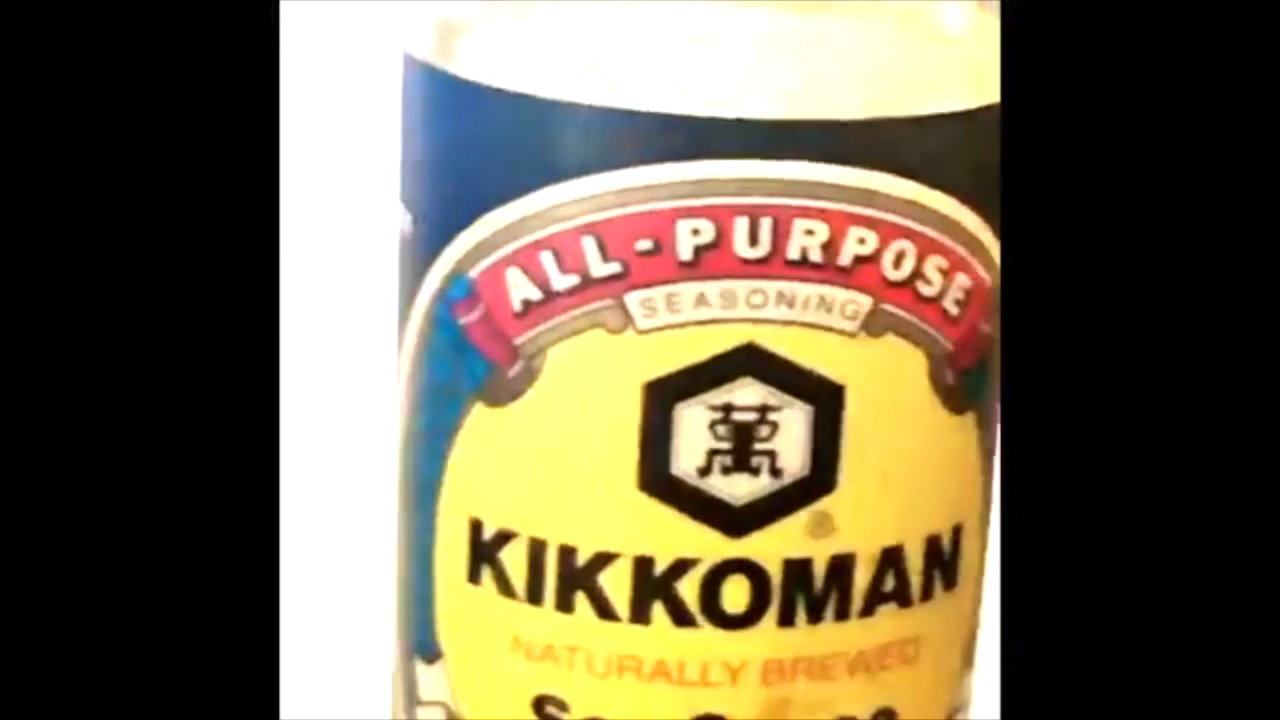 ALL-PURPOSE
SEASONING
萬
®
KIKKOMAN
NATURALLY BREWED